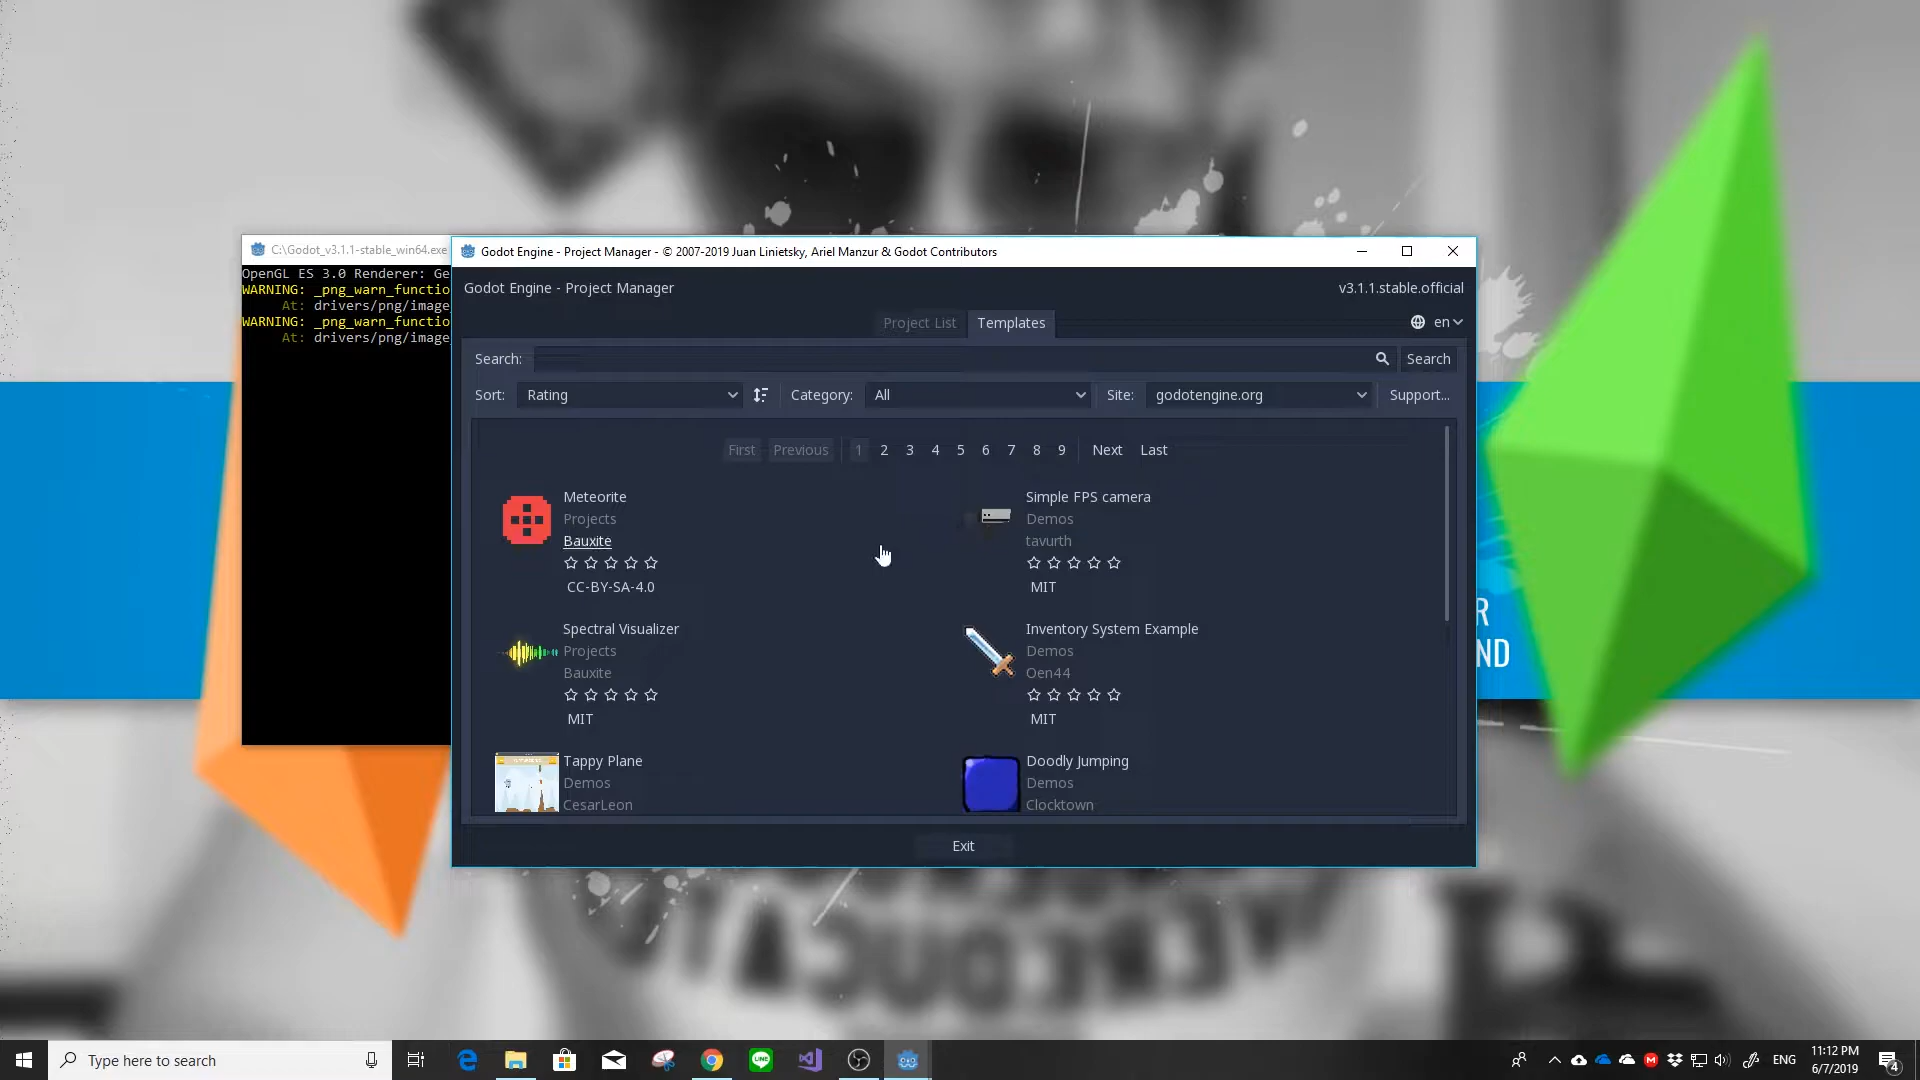 C:\Godot_v3.1.1-stable_win64.exe
OpenGL ES 3.0 Renderer: Ge
WARNING: _png_warn_functio
At: drivers/png/image
WARNING: _png_warn_functio
At: drivers/png/image
Godot Engine - Project Manager - © 2007-2019 Juan Linietsky, Ariel Manzur & Godot Contributors
Godot Engine - Project Manager
v3.1.1.stable.official
Project List
Templates
en
Search:
Search
Sort:
Rating
Category:
All
Site:
godotengine.org
Support...
First Previous 1 2 3 4 5 6 7 8 9 Next Last
Meteorite
Projects
Bauxite
CC-BY-SA-4.0
Simple FPS camera
Demos
tavurth
MIT
Spectral Visualizer
Projects
Bauxite
MIT
Inventory System Example
Demos
Oen44
MIT
Tappy Plane
Demos
CesarLeon
Doodly Jumping
Demos
Clocktown
Exit
R
ND
Type here to search
LINE
ENG
11:12 PM
6/7/2019
4